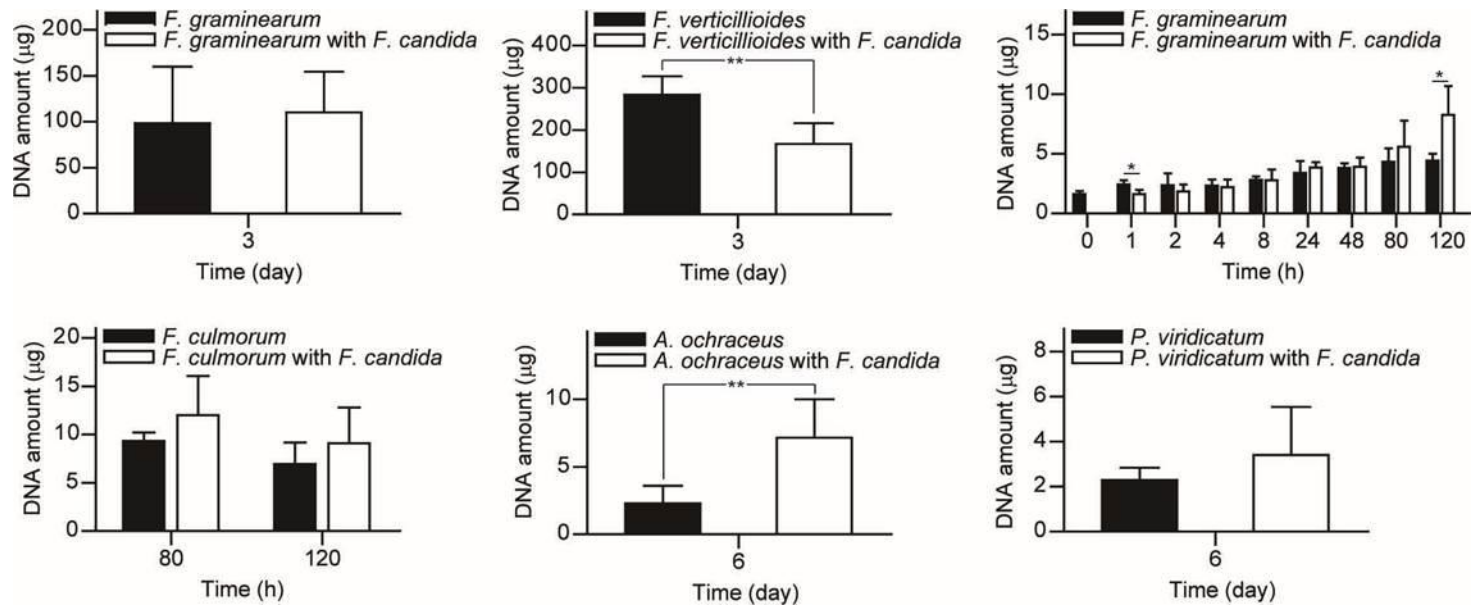 F. graminearum
F. graminearum with F. candida
DNA amount (μg)
200
150
100
50
0
3
Time (day)
F. verticillioides
F. verticillioides with F. candida
DNA amount (μg)
400
300
200
100
0
**
3
Time (day)
F. graminearum
F. graminearum with F. candida
DNA amount (μg)
15
10
5
0
*
*
0 1 2 4 8 24 48 80 120
Time (h)
F. culmorum
F. culmorum with F. candida
DNA amount (μg)
20
15
10
5
0
80 120
Time (h)
A. ochraceus
A. ochraceus with F. candida
DNA amount (μg)
10
5
0
**
6
Time (day)
P. viridicatum
P. viridicatum with F. candida
DNA amount (μg)
8
6
4
2
0
6
Time (day)